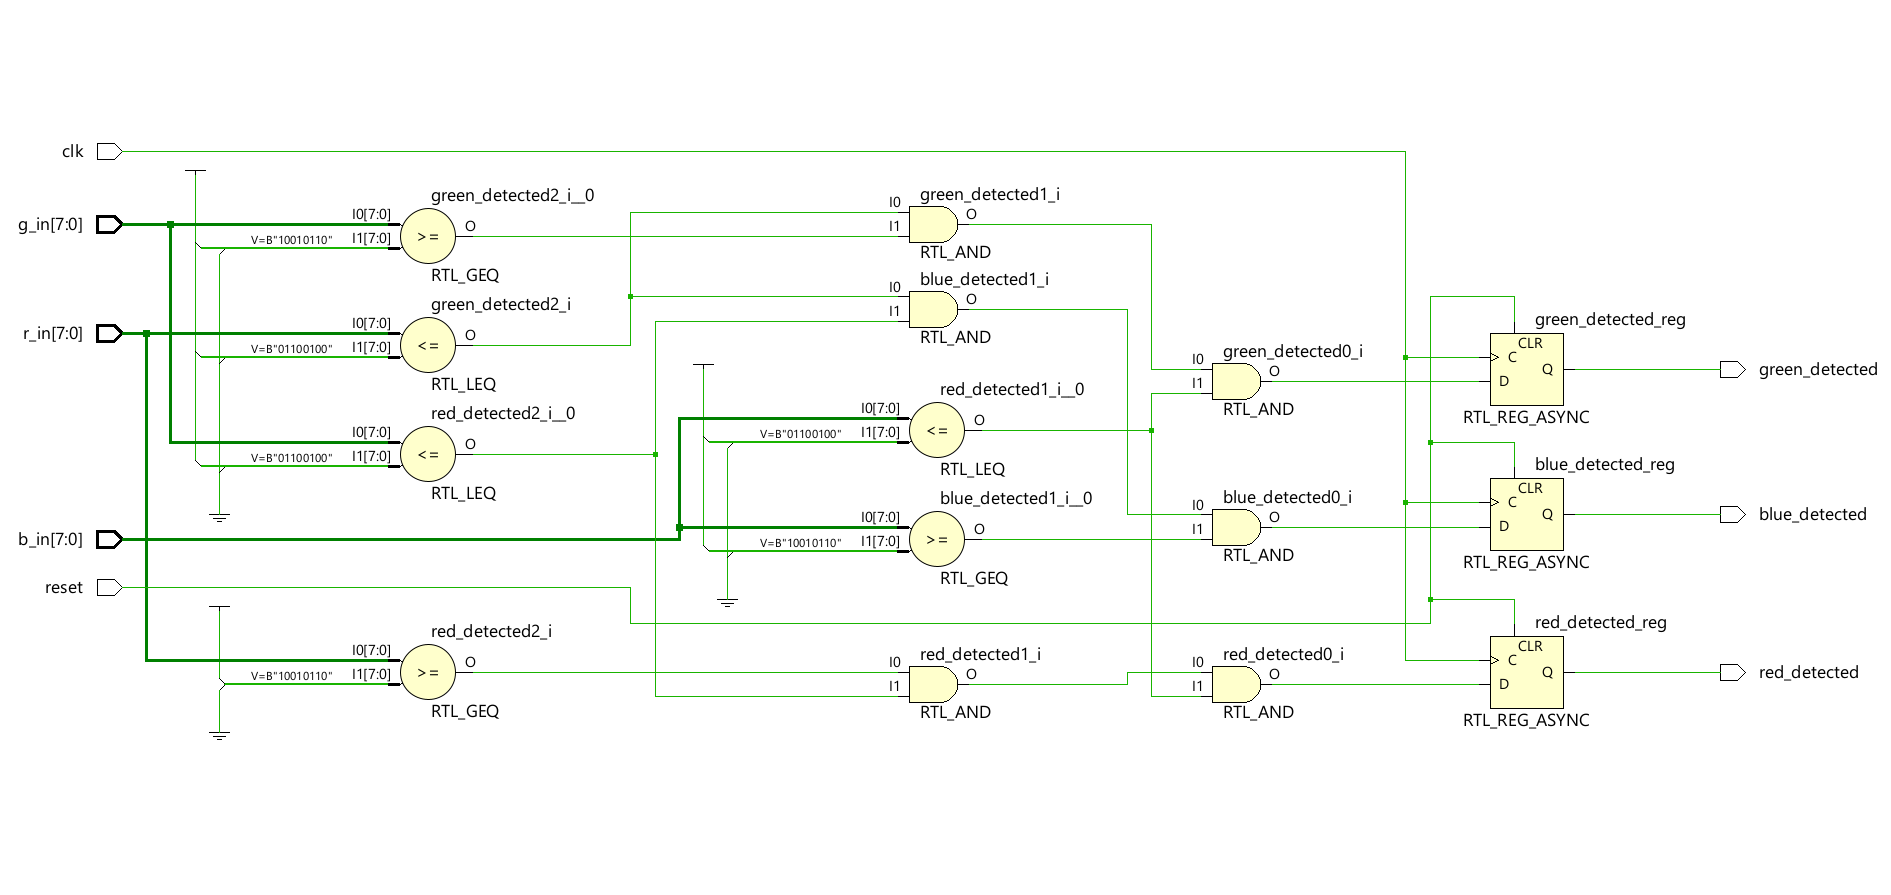 clk
g_in[7:0]
r_in[7:0]
b_in[7:0]
reset
green_detected2_i__0
I0[7:0]
V=B"10010110" I1[7:0]
>=
O
RTL_GEQ
green_detected2_i
I0[7:0]
V=B"01100100" I1[7:0]
<=
O
RTL_LEQ
red_detected2_i__0
I0[7:0]
V=B"01100100" I1[7:0]
<=
O
RTL_LEQ
red_detected2_i
I0[7:0]
V=B"10010110" I1[7:0]
>=
O
RTL_GEQ
green_detected1_i
I0
I1
O
RTL_AND
blue_detected1_i
I0
I1
O
RTL_AND
red_detected1_i__0
I0[7:0]
V=B"01100100" I1[7:0]
<=
O
RTL_LEQ
blue_detected1_i__0
I0[7:0]
V=B"10010110" I1[7:0]
>=
O
RTL_GEQ
red_detected1_i
I0
I1
O
RTL_AND
green_detected0_i
I0
I1
O
RTL_AND
blue_detected0_i
I0
I1
O
RTL_AND
red_detected0_i
I0
I1
O
RTL_AND
green_detected_reg
CLR
C
D
Q
RTL_REG_ASYNC
blue_detected_reg
CLR
C
D
Q
RTL_REG_ASYNC
red_detected_reg
CLR
C
D
Q
RTL_REG_ASYNC
green_detected
blue_detected
red_detected